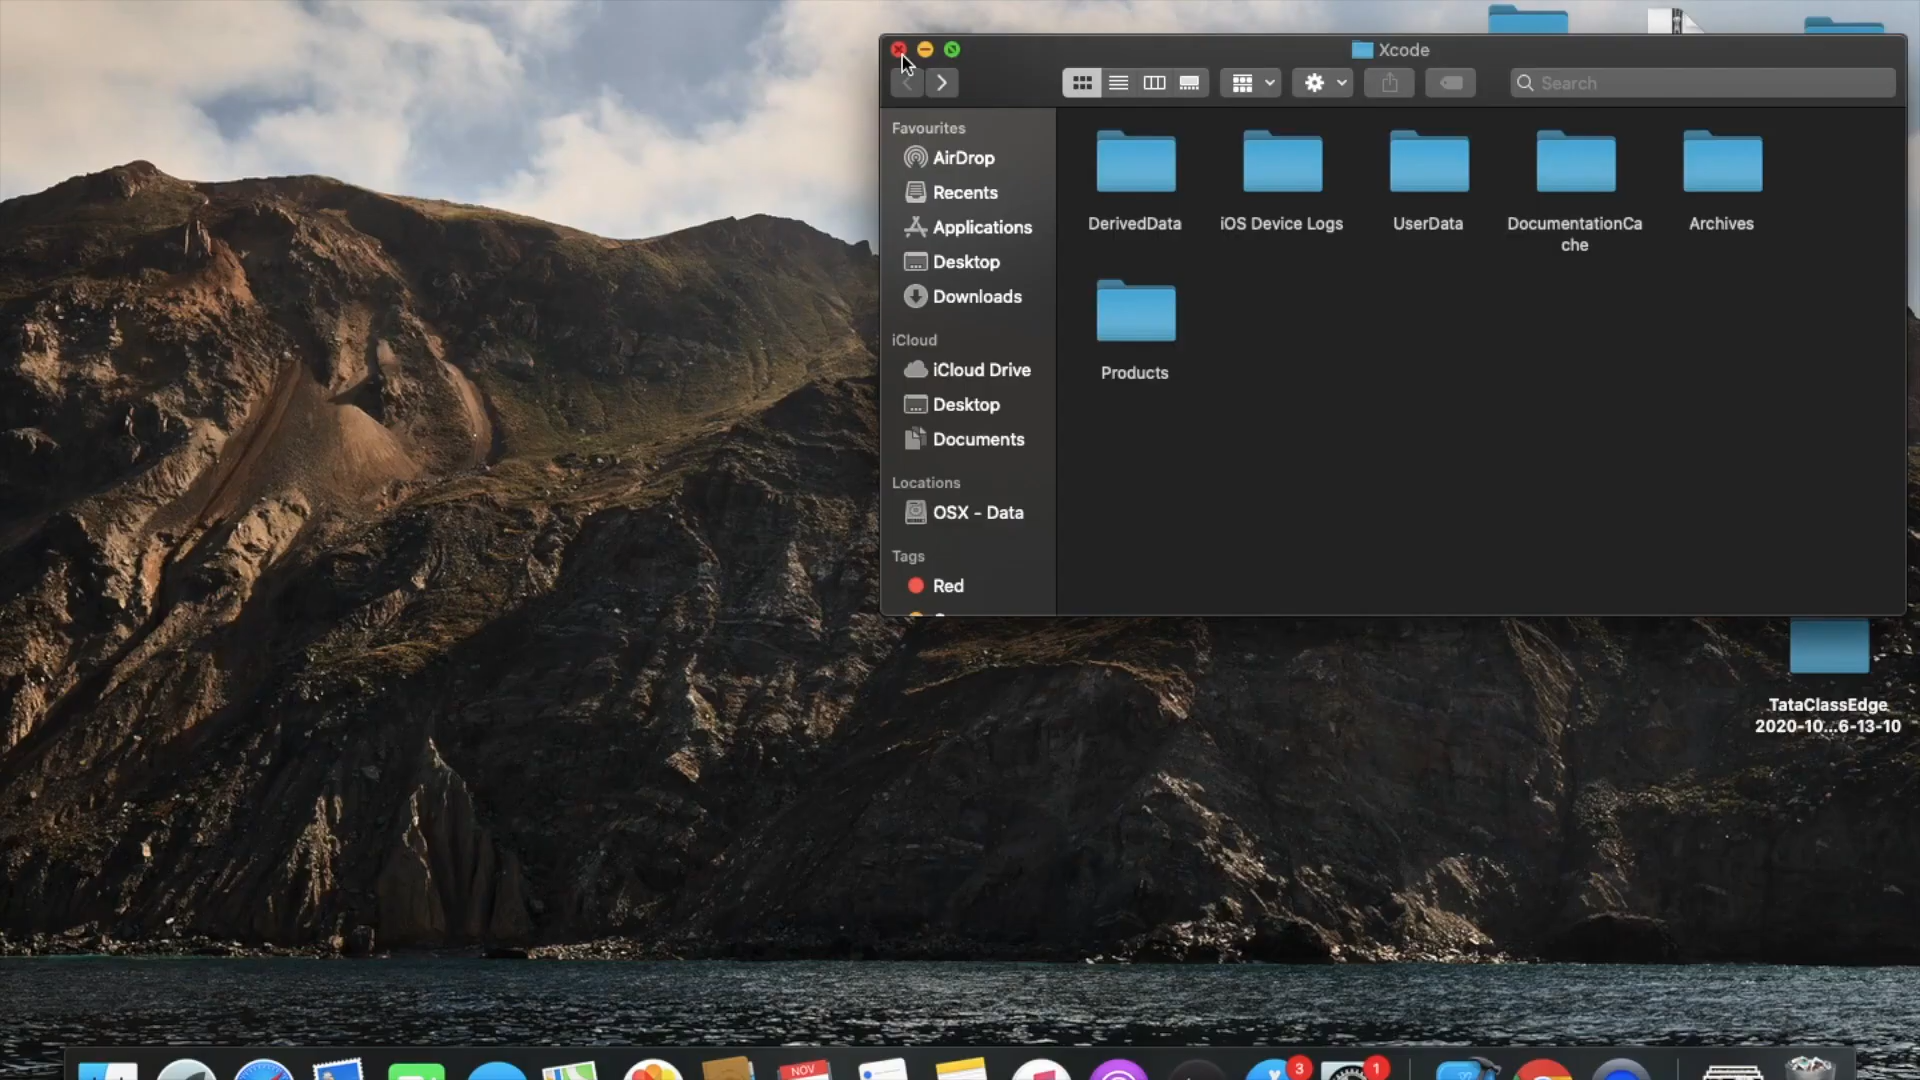 Xcode
Search
Favourites
AirDrop
Recents
Applications
Desktop
Downloads
iCloud
iCloud Drive
Desktop
Documents
Locations
OSX - Data
Tags
Red
DerivedData
iOS Device Logs
UserData
DocumentationCa
che
Archives
Products
TataClassEdge
2020-10...6-13-10
NOV
3
1